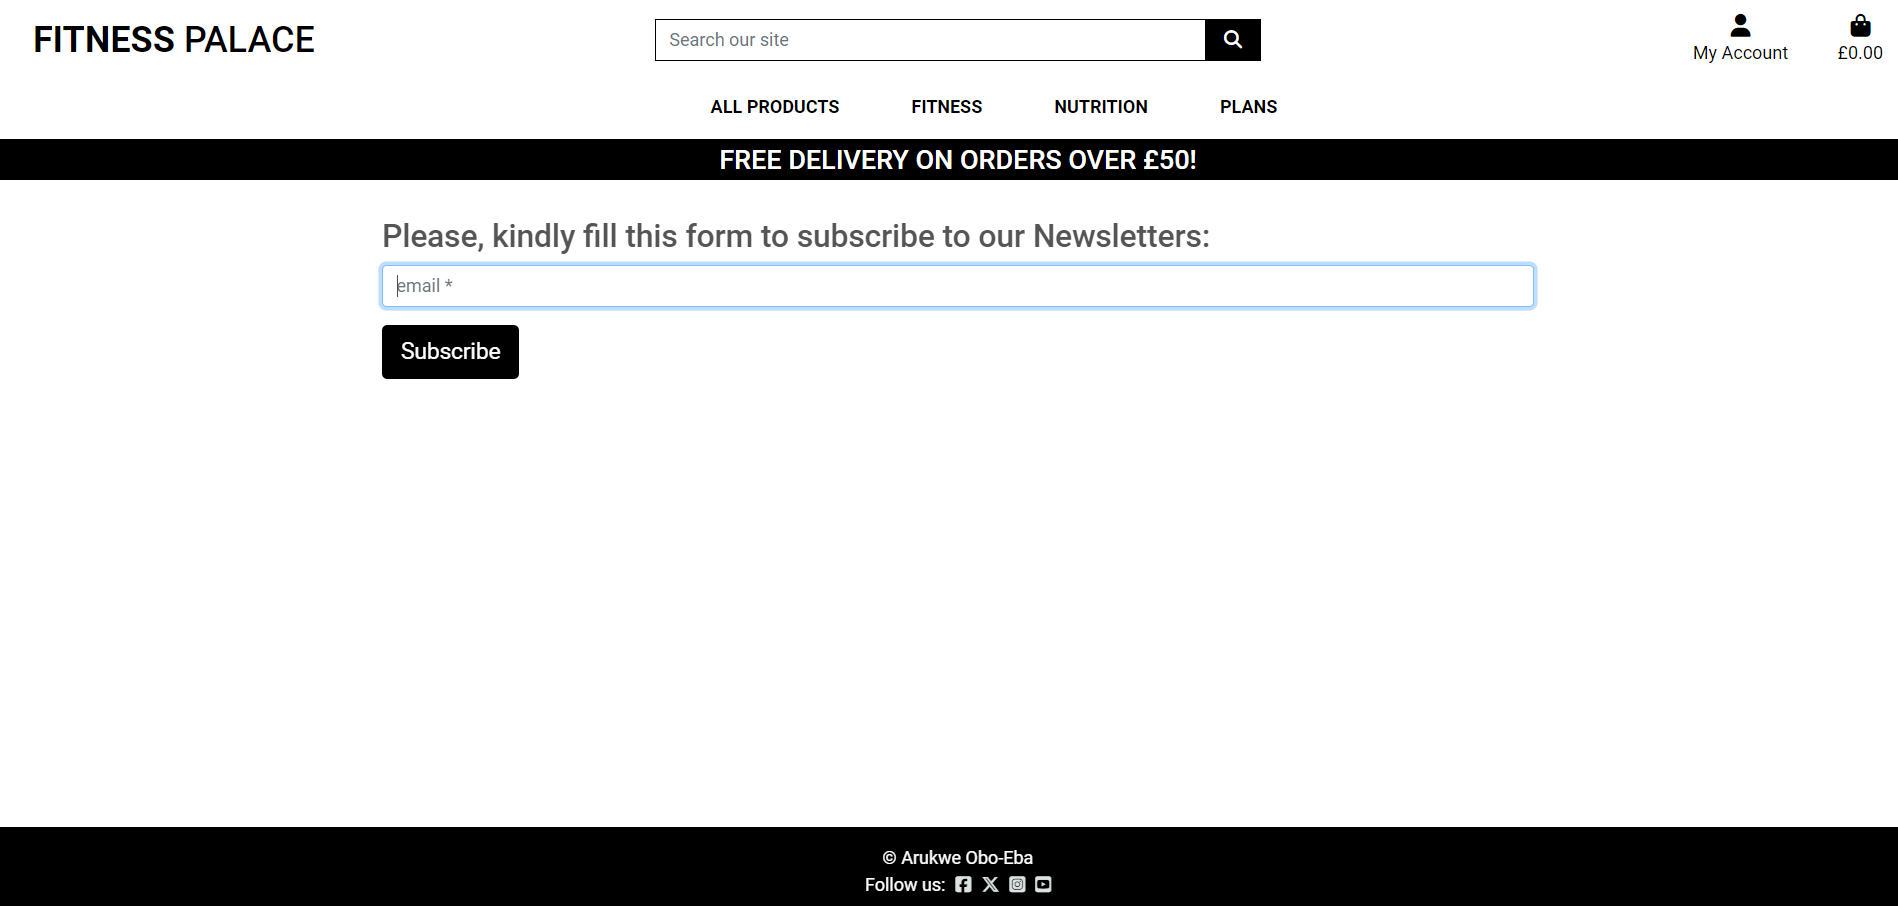 FITNESS PALACE
Search our site
My Account
£0.00
ALL PRODUCTS FITNESS NUTRITION PLANS
FREE DELIVERY ON ORDERS OVER £50!
Please, kindly fill this form to subscribe to our Newsletters:
email *
Subscribe
© Arukwe Obo-Eba
Follow us: